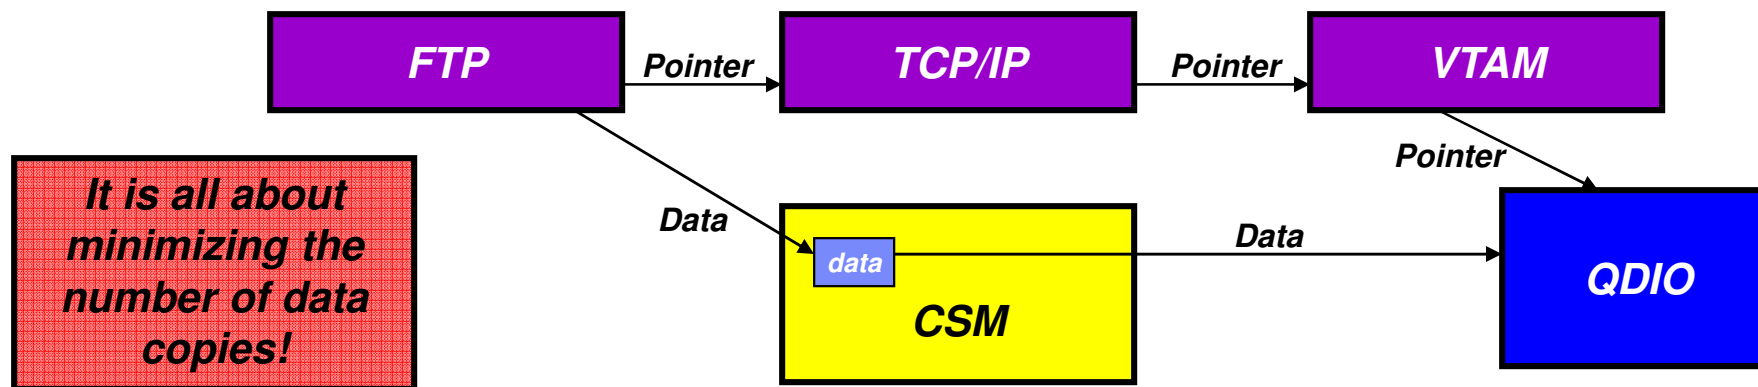 FTP
Pointer
TCP/IP
Pointer
VTAM
Pointer
It is all about
minimizing the
number of data
copies!
Data
data
CSM
Data
QDIO